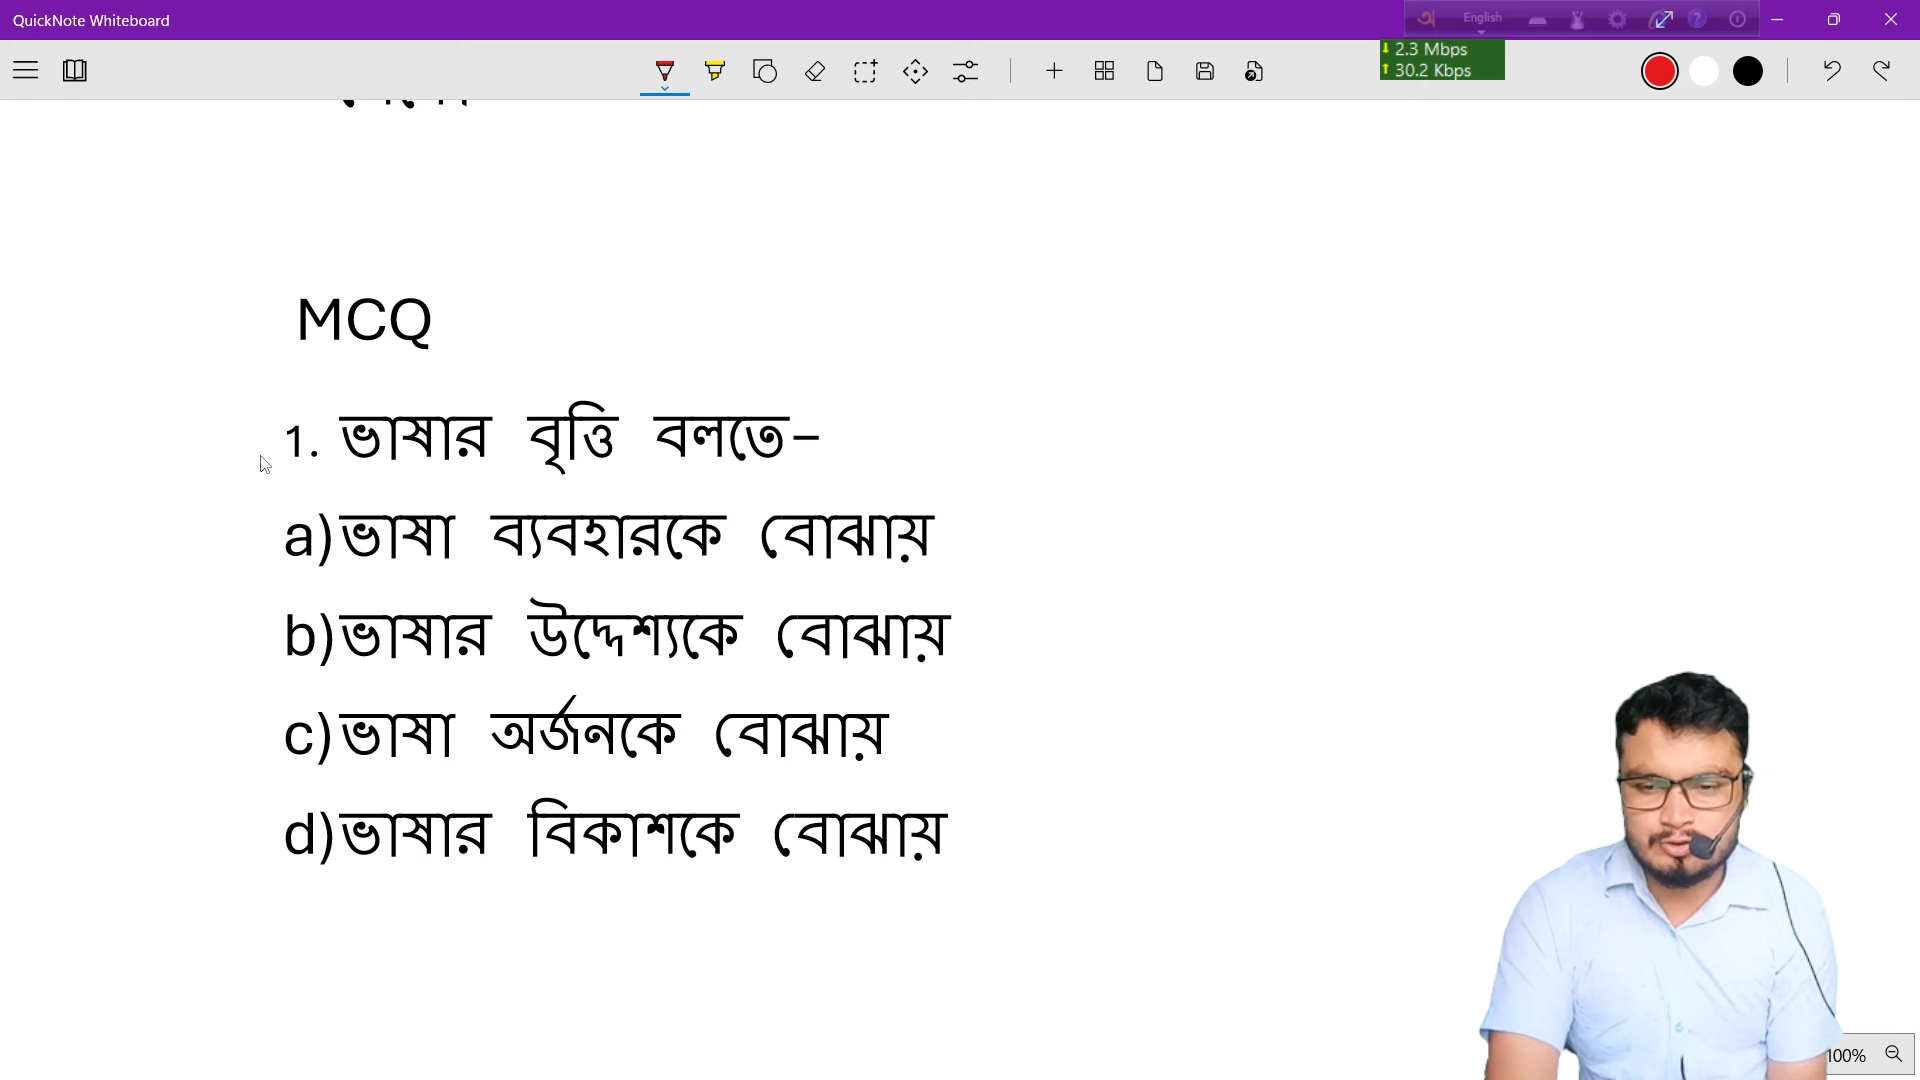 QuickNote Whiteboard
English
2.3 Mbps
30.2 Kbps
MCQ
1. ভাষার বৃত্তি বলতে–
a)ভাষা ব্যবহারকে বোঝায়
b)ভাষার উদ্দেশ্যকে বোঝায়
c)ভাষা অর্জনকে বোঝায়
d)ভাষার বিকাশকে বোঝায়
100%